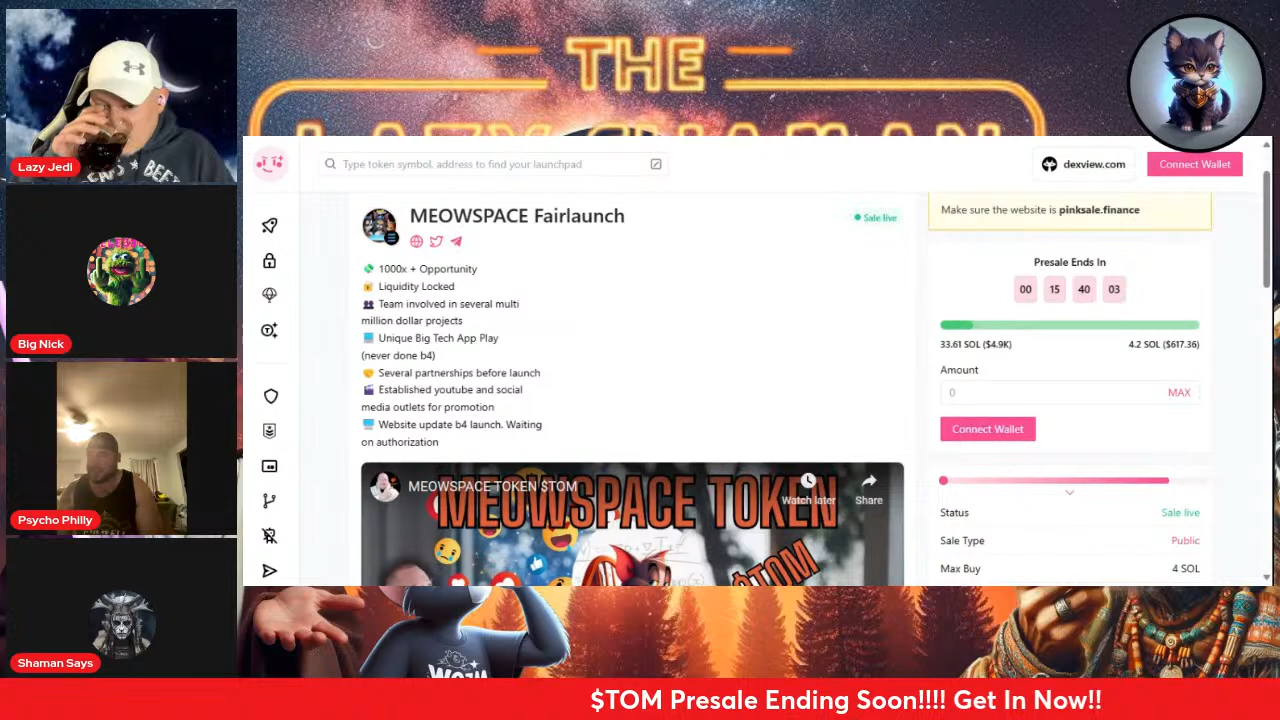 THE
LAZY SHAMAN
Lazy Jedi
Big Nick
Psycho Philly
Shaman Says
Type token symbol, address to find your launchpad
dexview.com
Connect Wallet
MEOWSPACE Fairlaunch
Sale live
1000x + Opportunity
Liquidity Locked
Team involved in several multi
million dollar projects
Unique Big Tech App Play
(never done b4)
Several partnerships before launch
Established youtube and social
media outlets for promotion
Website update b4 launch. Waiting
on authorization
MEOWSPACE TOKEN $TOM
Watch later
Share
MEOWSPACE TOKEN
$TOM
Make sure the website is pinksale.finance
Presale Ends In
00 15 40 03
33.61 SOL ($4.9K) 4.2 SOL ($617.36)
Amount
0 MAX
Connect Wallet
Status Sale live
Sale Type Public
Max Buy 4 SOL
$TOM Presale Ending Soon!!!! Get In Now!!